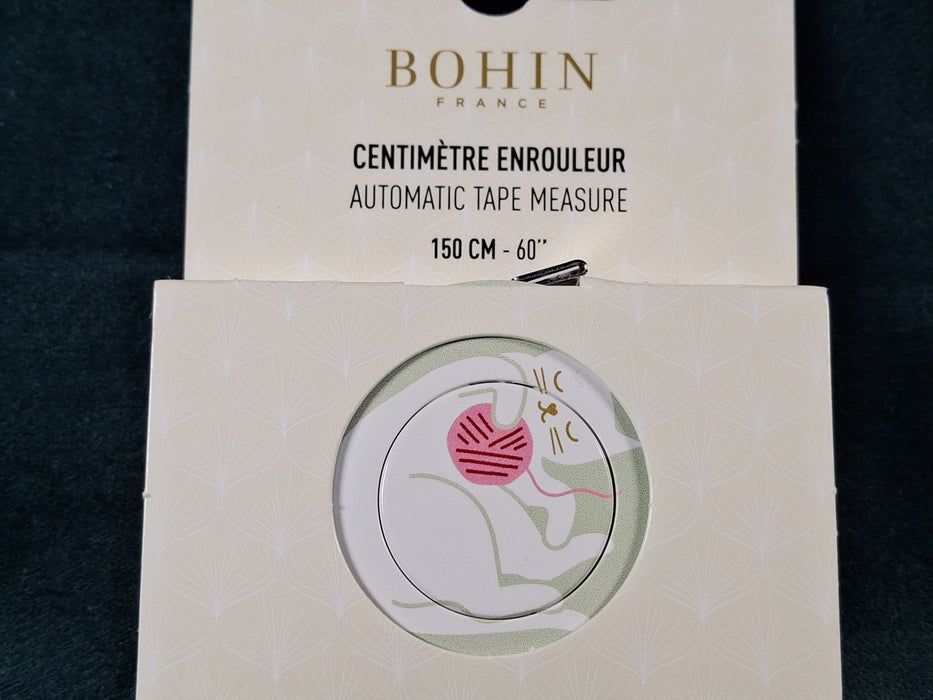 BOHIN
FRANCE
CENTIMÈTRE ENROULEUR
AUTOMATIC TAPE MEASURE
150 CM - 60’’